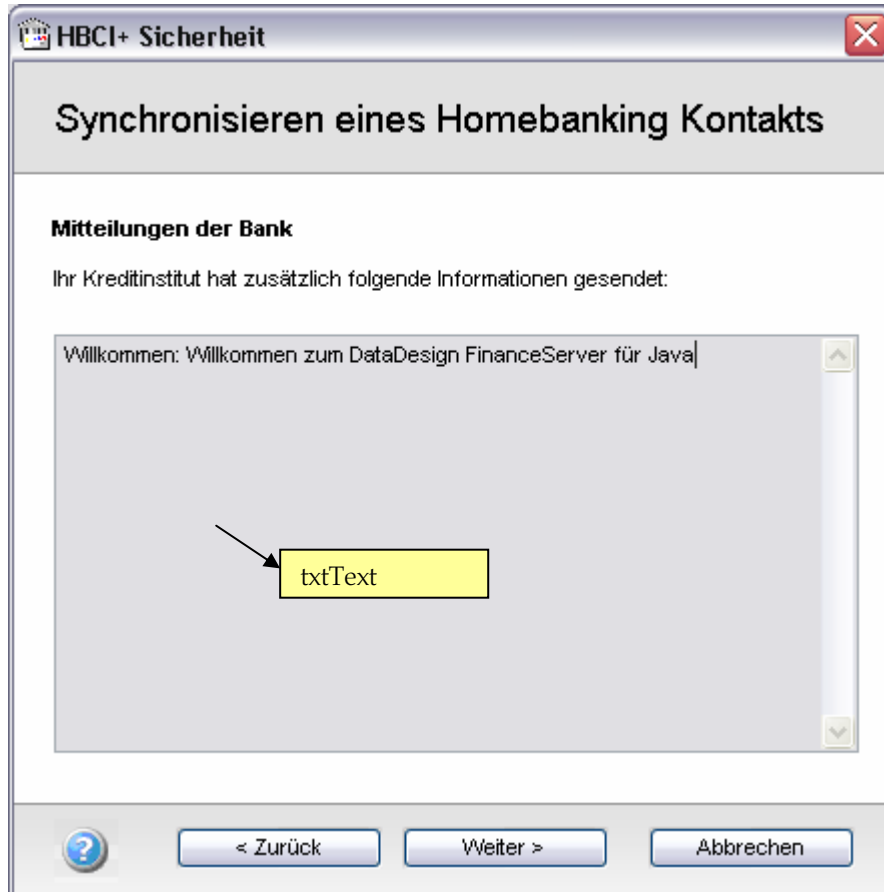 HBCI+ Sicherheit
Synchronisieren eines Homebanking Kontakts
Mitteilungen der Bank
Ihr Kreditinstitut hat zusätzlich folgende Informationen gesendet:
Willkommen: Willkommen zum DataDesign FinanceServer für Java
txtText
?
< Zurück
Weiter >
Abbrechen